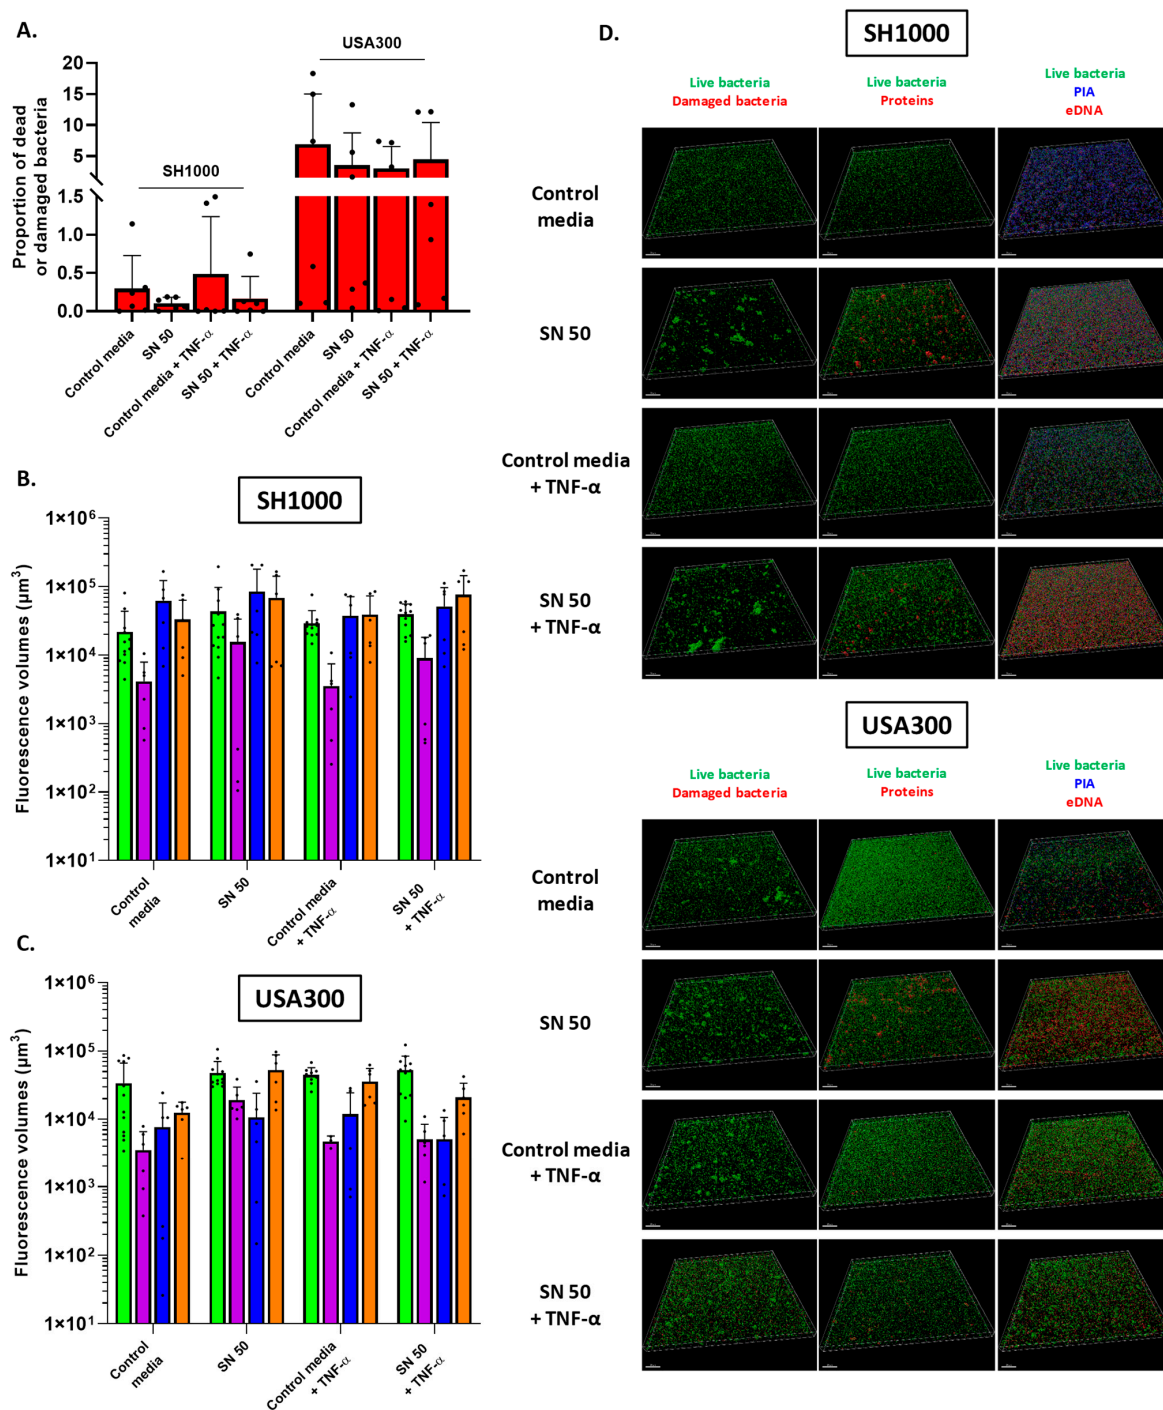 A.
USA300
SH1000
Proportion of dead
or damaged bacteria
20
15
10
5
1.5
1.0
0.5
0.0
Control media
SN 50
Control media + TNF-α
SN 50 + TNF-α
Control media
SN 50
Control media + TNF-α
SN 50 + TNF-α
B.
SH1000
Fluorescence volumes (µm³)
1×10⁶
1×10⁵
1×10⁴
1×10³
1×10²
1×10¹
Control
media
SN 50
Control media
+ TNF-α
SN 50
+ TNF-α
C.
USA300
Fluorescence volumes (µm³)
1×10⁶
1×10⁵
1×10⁴
1×10³
1×10²
1×10¹
Control
media
SN 50
Control media
+ TNF-α
SN 50
+ TNF-α
D.
SH1000
Live bacteria
Damaged bacteria
Live bacteria
Proteins
Live bacteria
PIA
eDNA
Control
media
SN 50
Control media
+ TNF-α
SN 50
+ TNF-α
USA300
Live bacteria
Damaged bacteria
Live bacteria
Proteins
Live bacteria
PIA
eDNA
Control
media
SN 50
Control media
+ TNF-α
SN 50
+ TNF-α